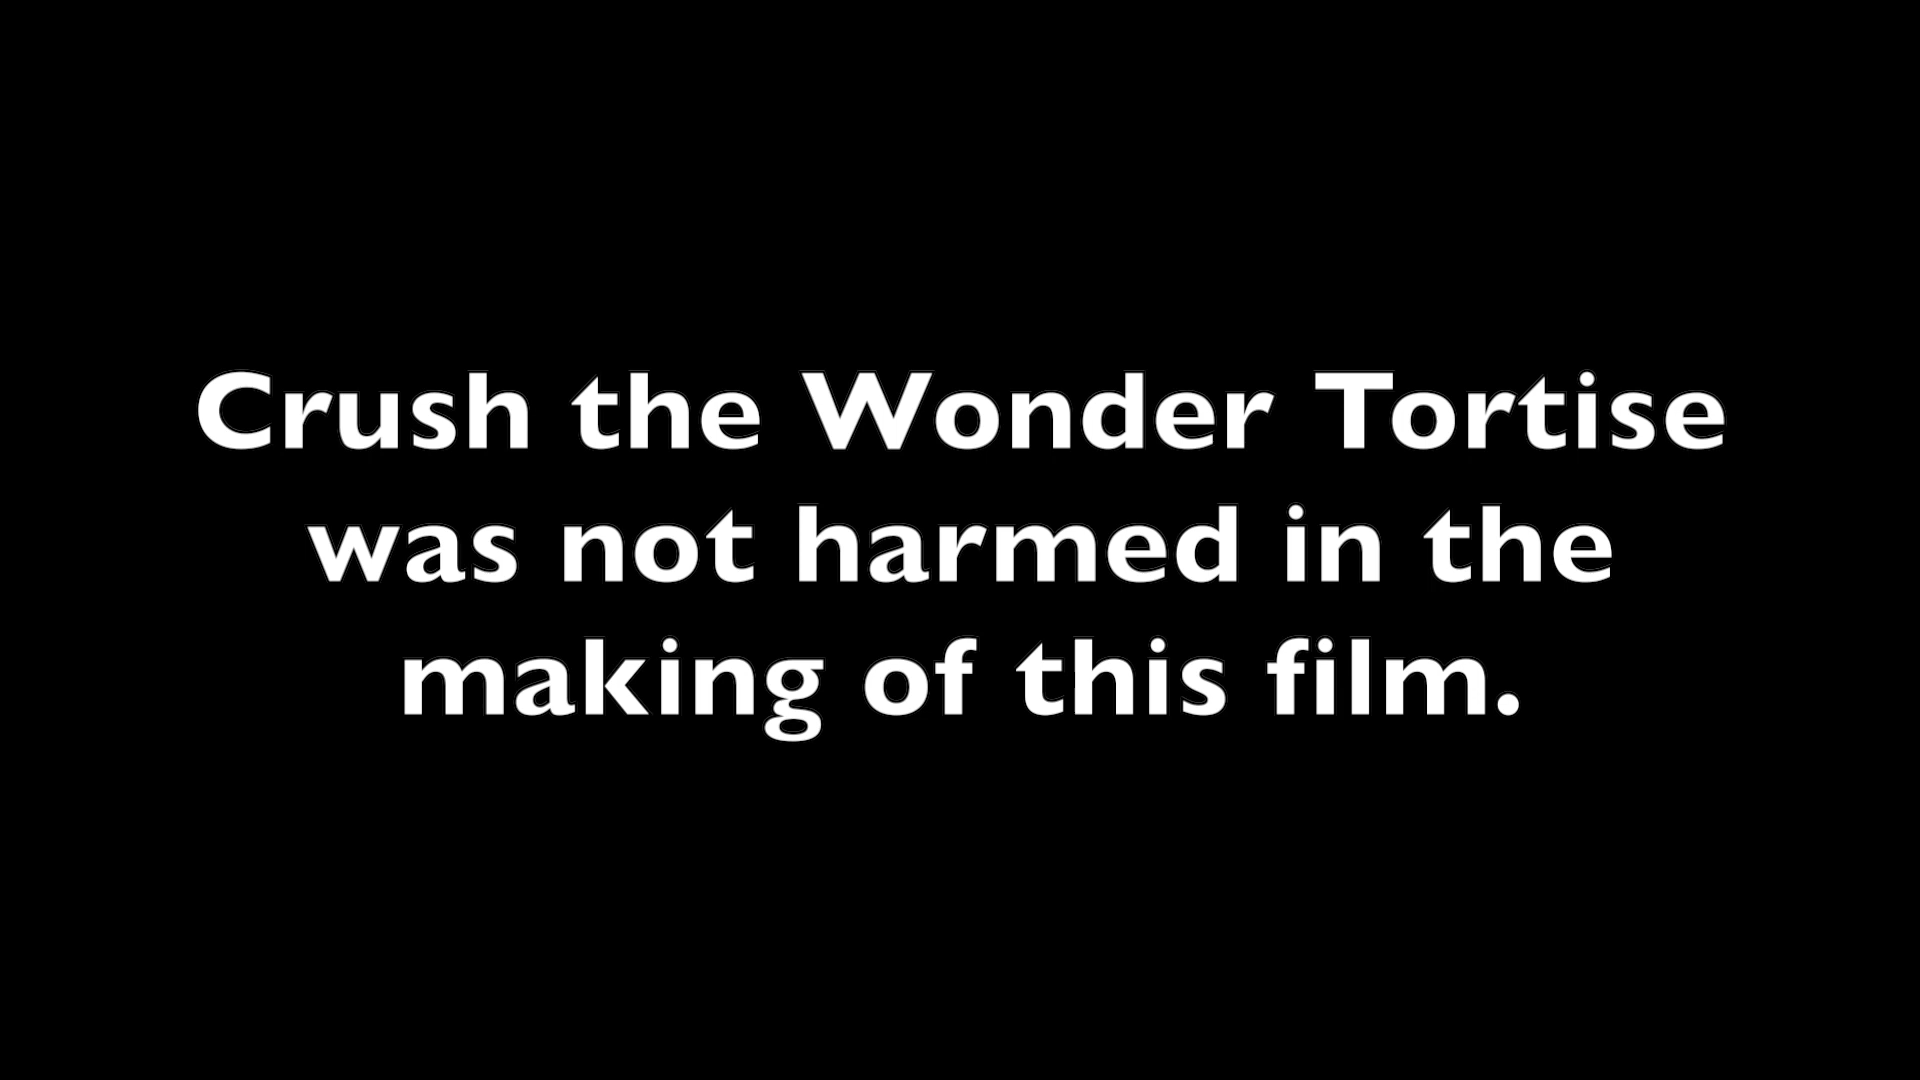 Crush the Wonder Tortise
was not harmed in the
making of this film.